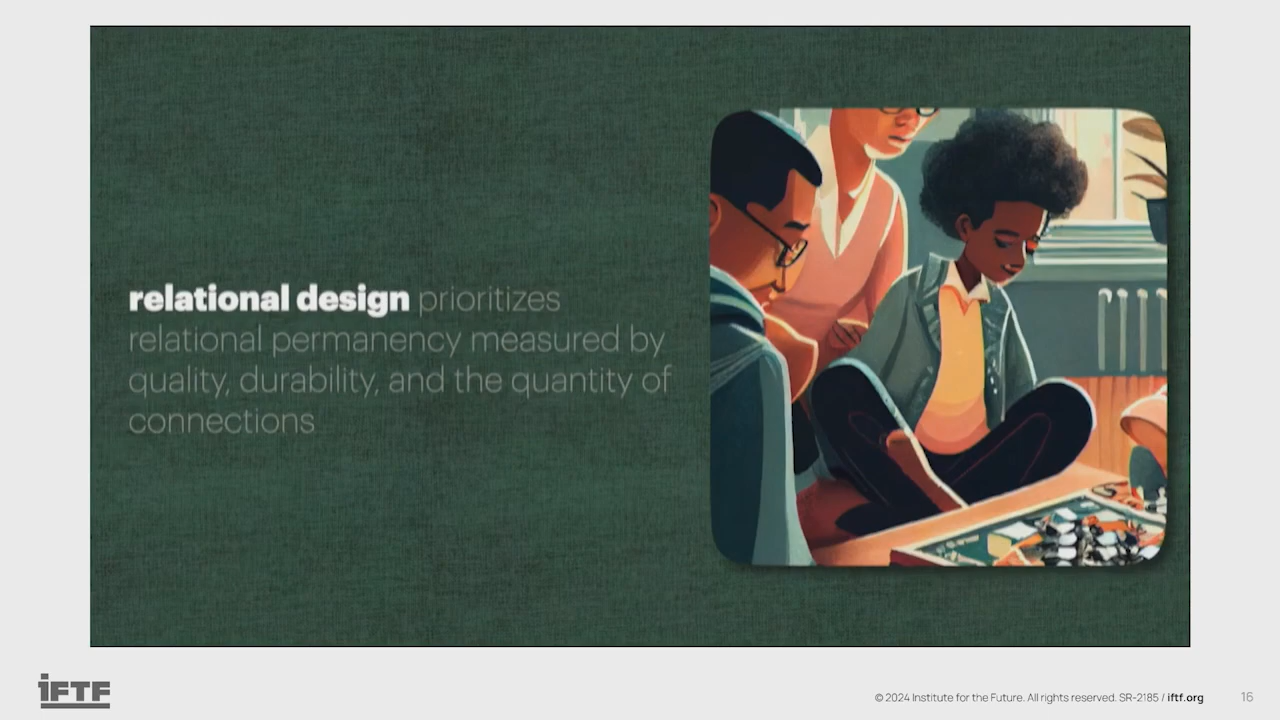 relational design prioritizes
relational permanency measured by
quality, durability, and the quantity of
connections
iFTF
© 2024 Institute for the Future. All rights reserved. SR-2185 / iftf.org
16